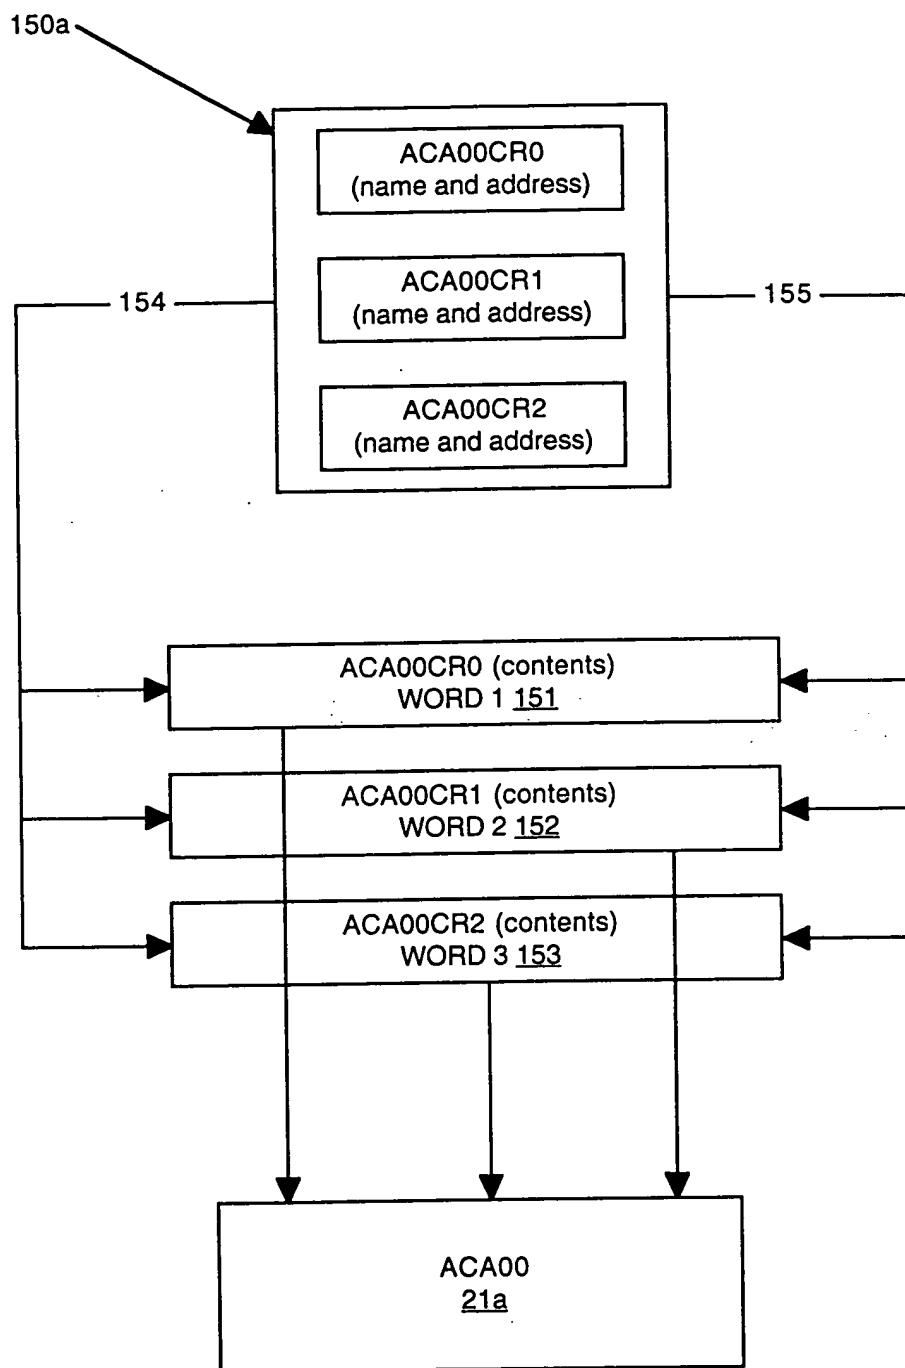 150a
ACA00CR0
(name and address)
ACA00CR1
(name and address)
ACA00CR2
(name and address)
154
155
ACA00CR0 (contents)
WORD 1 151
ACA00CR1 (contents)
WORD 2 152
ACA00CR2 (contents)
WORD 3 153
ACA00
21a